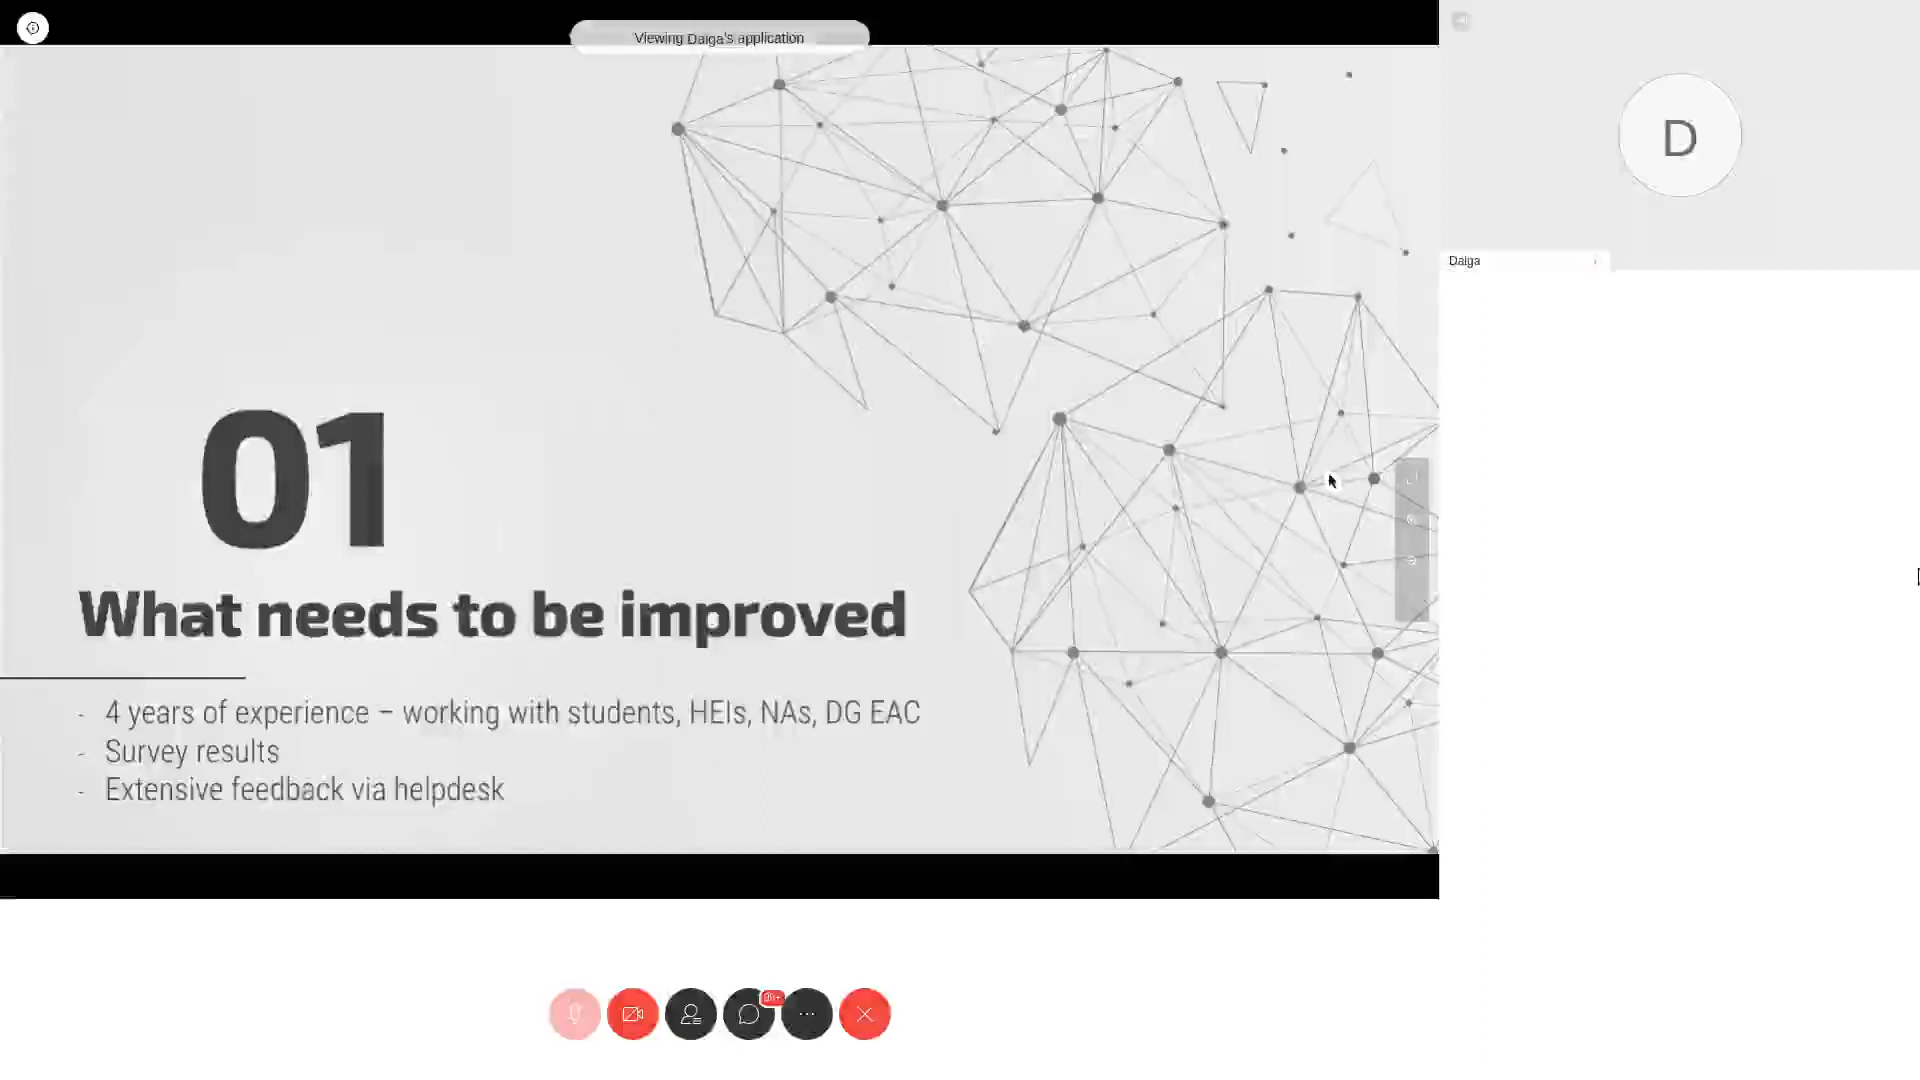 Viewing Daiga's application
D
Daiga
01
What needs to be improved
- 4 years of experience – working with students, HEIs, NAs, DG EAC
- Survey results
- Extensive feedback via helpdesk